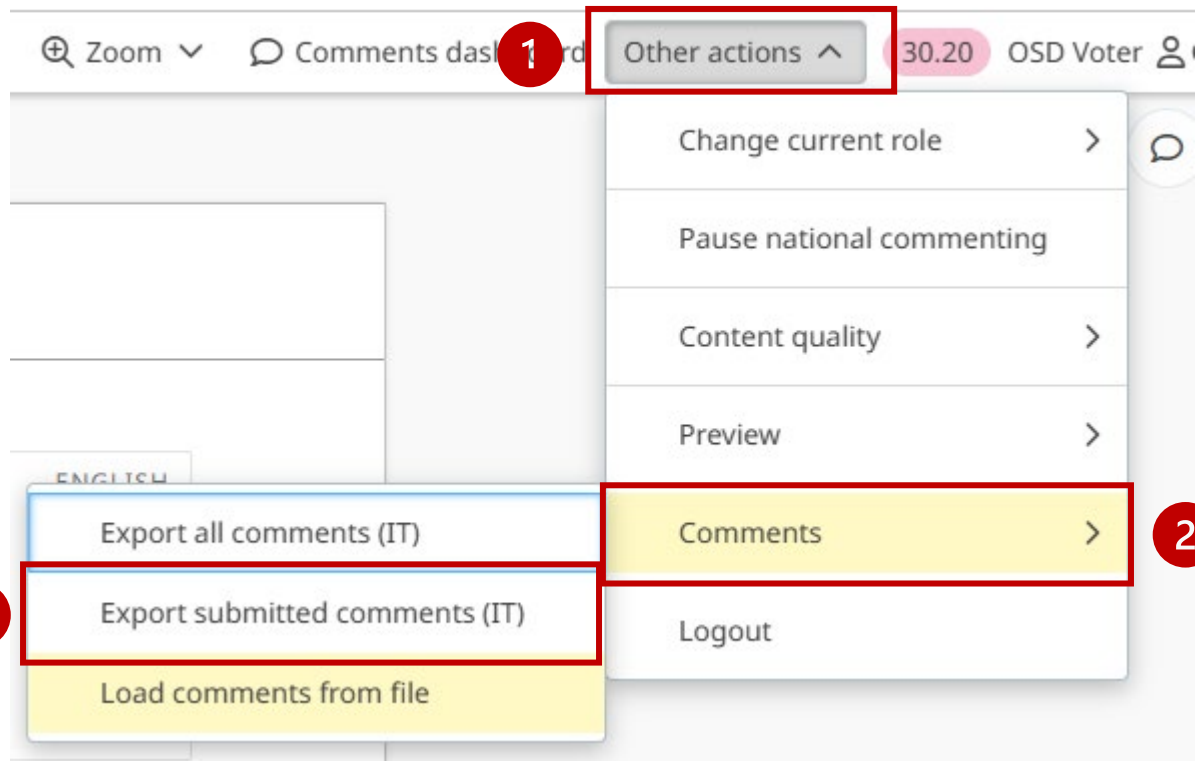 Zoom
Comments das rd
1
Other actions
30.20
OSD Voter
Change current role
Pause national commenting
Content quality
Preview
ENGLISH
Comments
2
Logout
Export all comments (IT)
Export submitted comments (IT)
Load comments from file